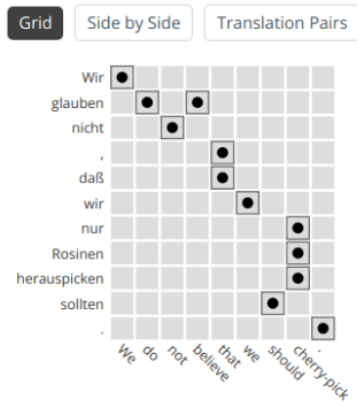 Grid Side by Side Translation Pairs
Wir
glauben
nicht
,
daß
wir
nur
Rosinen
herauspicken
sollten
.
We do not believe that we should cherry-pick .